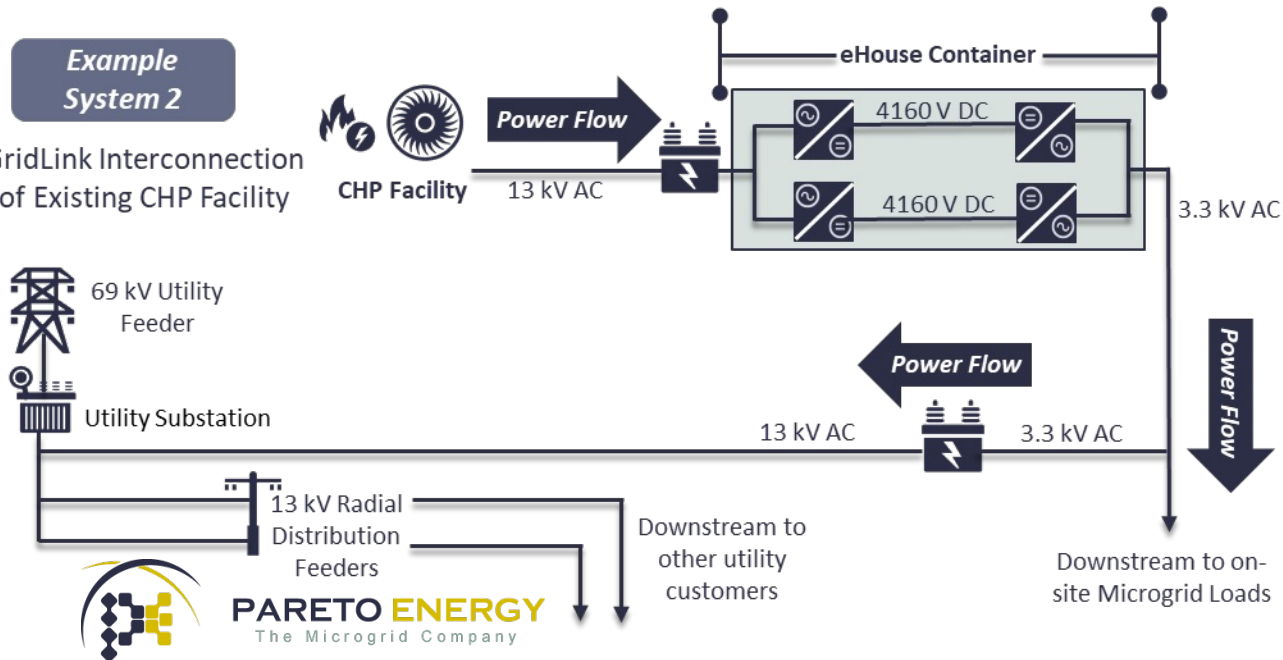 Example
System 2
ridLink Interconnection
of Existing CHP Facility
CHP Facility
Power Flow
13 kV AC
eHouse Container
4160 V DC
4160 V DC
3.3 kV AC
Power Flow
69 kV Utility
Feeder
Utility Substation
Power Flow
13 kV AC
3.3 kV AC
13 kV Radial
Distribution
Feeders
Downstream to
other utility
customers
Downstream to on-
site Microgrid Loads
PARETO ENERGY
The Microgrid Company